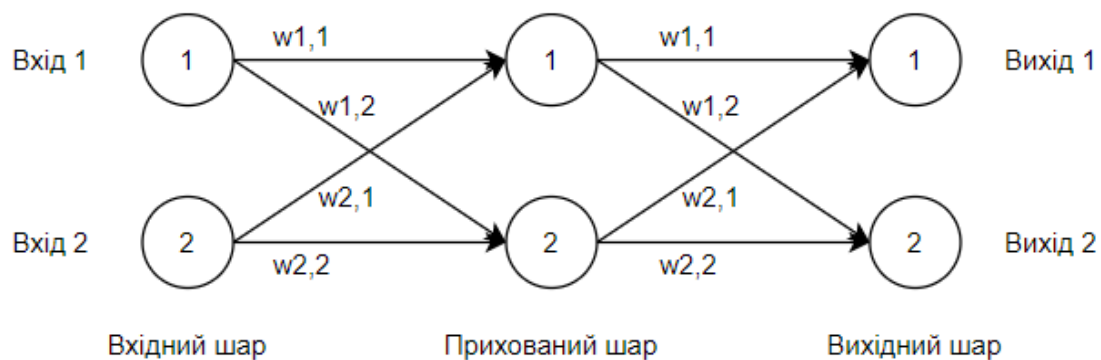 w1,1 w1,1
Вхід 1 1 1 1 Вихід 1
w1,2 w1,2
w2,1 w2,1
Вхід 2 2 2 2 Вихід 2
w2,2 w2,2
Вхідний шар Прихований шар Вихідний шар